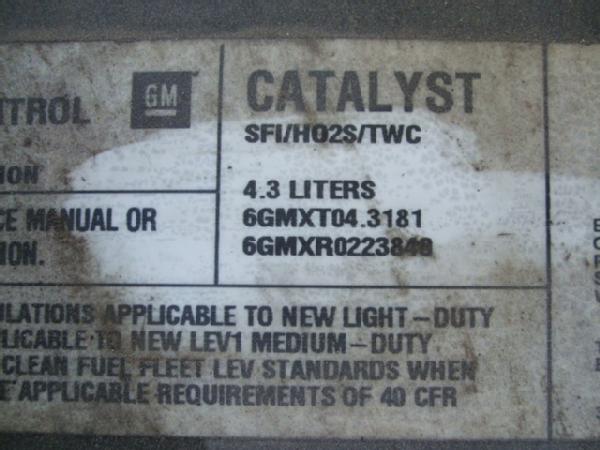 NTROL
GM
CATALYST
SFI/HO2S/TWC
ION
4.3 LITERS
CE MANUAL OR
6GMXT04.3181
ION.
6GMXR0223840
ULATIONS APPLICABLE TO NEW LIGHT-DUTY
PLICABLE TO NEW LEV1 MEDIUM-DUTY
CLEAN FUEL FLEET LEV STANDARDS WHEN
APPLICABLE REQUIREMENTS OF 40 CFR